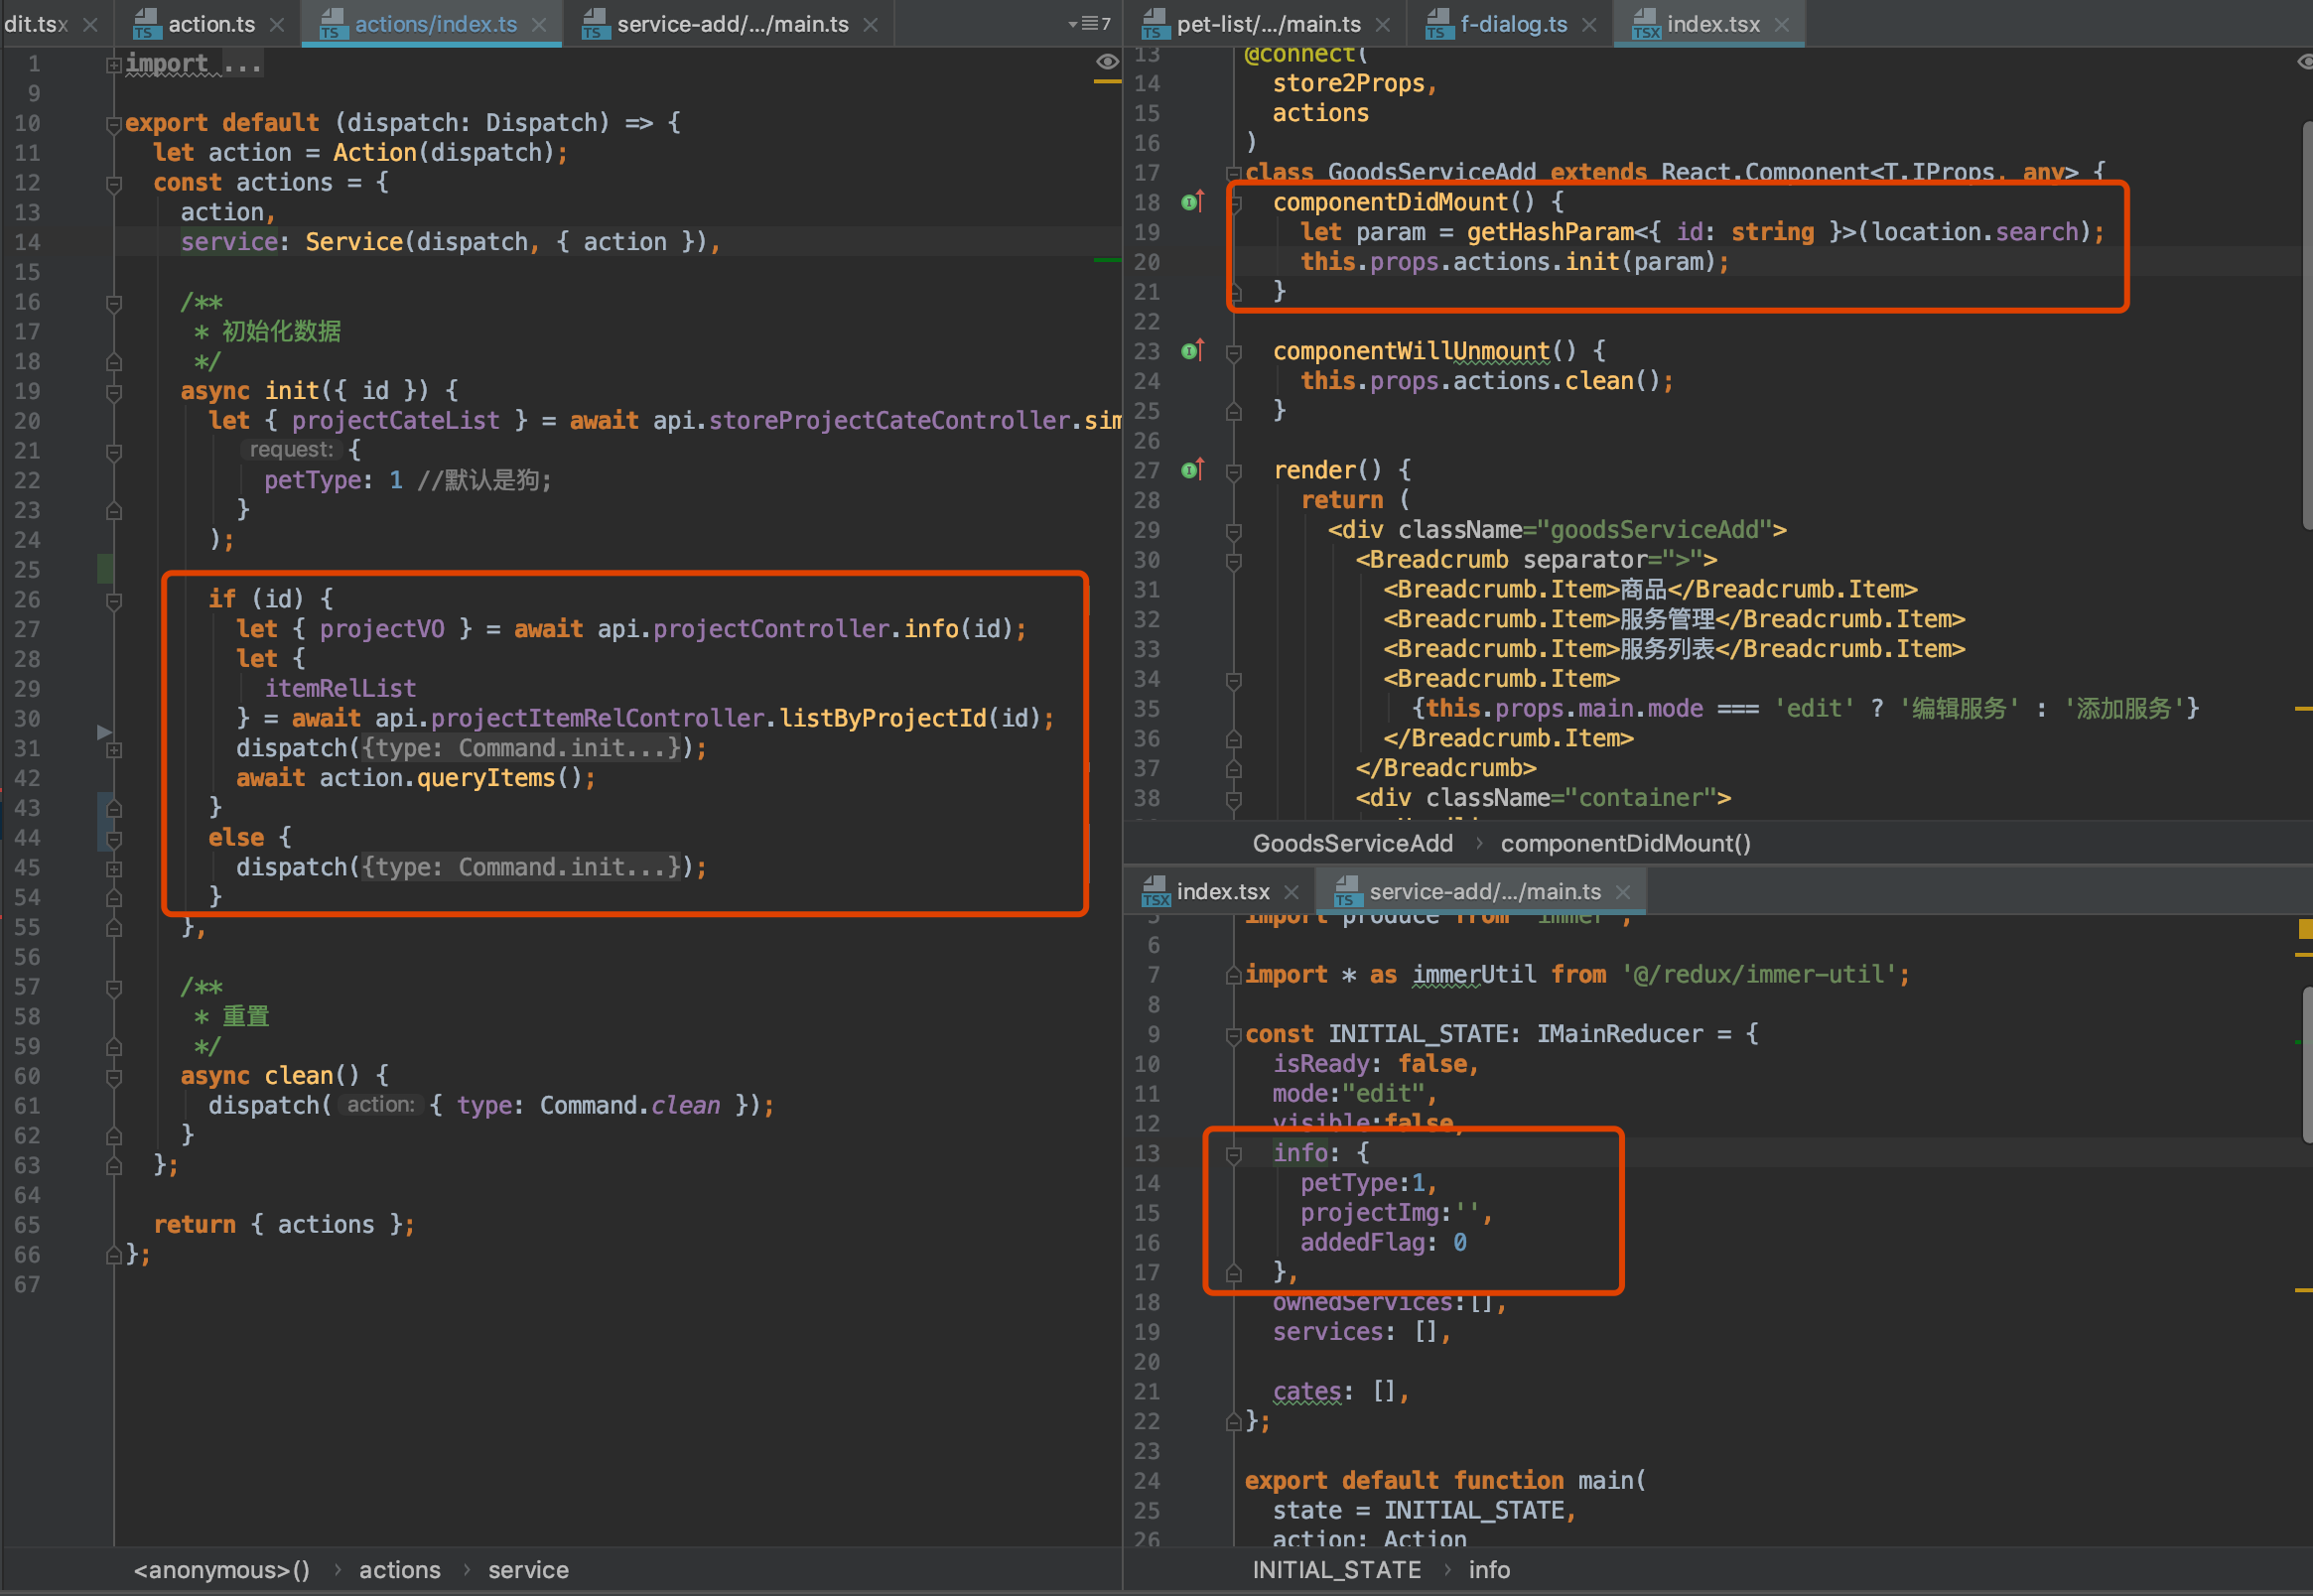 dit.tsx
action.ts
actions/index.ts
service-add/.../main.ts
7
1 import ...
9
10 export default (dispatch: Dispatch) => {
11 let action = Action(dispatch);
12 const actions = {
13 action,
14 service: Service(dispatch, { action }),
15
16 /**
17 * 初始化数据
18 */
19 async init({ id }) {
20 let { projectCateList } = await api.storeProjectCateController.sim
21 request: {
22 petType: 1 //默认是狗;
23 }
24 );
25
26 if (id) {
27 let { projectVO } = await api.projectController.info(id);
28 let {
29 itemRelList
30 } = await api.projectItemRelController.listByProjectId(id);
31 dispatch({type: Command.init...});
42 await action.queryItems();
43 }
44 else {
45 dispatch({type: Command.init...});
54 }
55 },
56
57 /**
58 * 重置
59 */
60 async clean() {
61 dispatch( action: { type: Command.clean });
62 }
63 };
64
65 return { actions };
66 };
67
<anonymous>() › actions › service
pet-list/.../main.ts
f-dialog.ts
index.tsx
13 @connect(
14 store2Props,
15 actions
16 )
17 class GoodsServiceAdd extends React.Component<T.IProps, any> {
18 componentDidMount() {
19 let param = getHashParam<{ id: string }>(location.search);
20 this.props.actions.init(param);
21 }
22
23 componentWillUnmount() {
24 this.props.actions.clean();
25 }
26
27 render() {
28 return (
29 <div className="goodsServiceAdd">
30 <Breadcrumb separator=">">
31 <Breadcrumb.Item>商品</Breadcrumb.Item>
32 <Breadcrumb.Item>服务管理</Breadcrumb.Item>
33 <Breadcrumb.Item>服务列表</Breadcrumb.Item>
34 <Breadcrumb.Item>
35 {this.props.main.mode === 'edit' ? '编辑服务' : '添加服务'}
36 </Breadcrumb.Item>
37 </Breadcrumb>
38 <div className="container">
GoodsServiceAdd › componentDidMount()
index.tsx
service-add/.../main.ts
5 import produce from 'immer';
6
7 import * as immerUtil from '@/redux/immer-util';
8
9 const INITIAL_STATE: IMainReducer = {
10 isReady: false,
11 mode:"edit",
12 visible:false,
13 info: {
14 petType:1,
15 projectImg:'',
16 addedFlag: 0
17 },
18 ownedServices:[],
19 services: [],
20
21 cates: [],
22 };
23
24 export default function main(
25 state = INITIAL_STATE,
26 action: Action
INITIAL_STATE › info